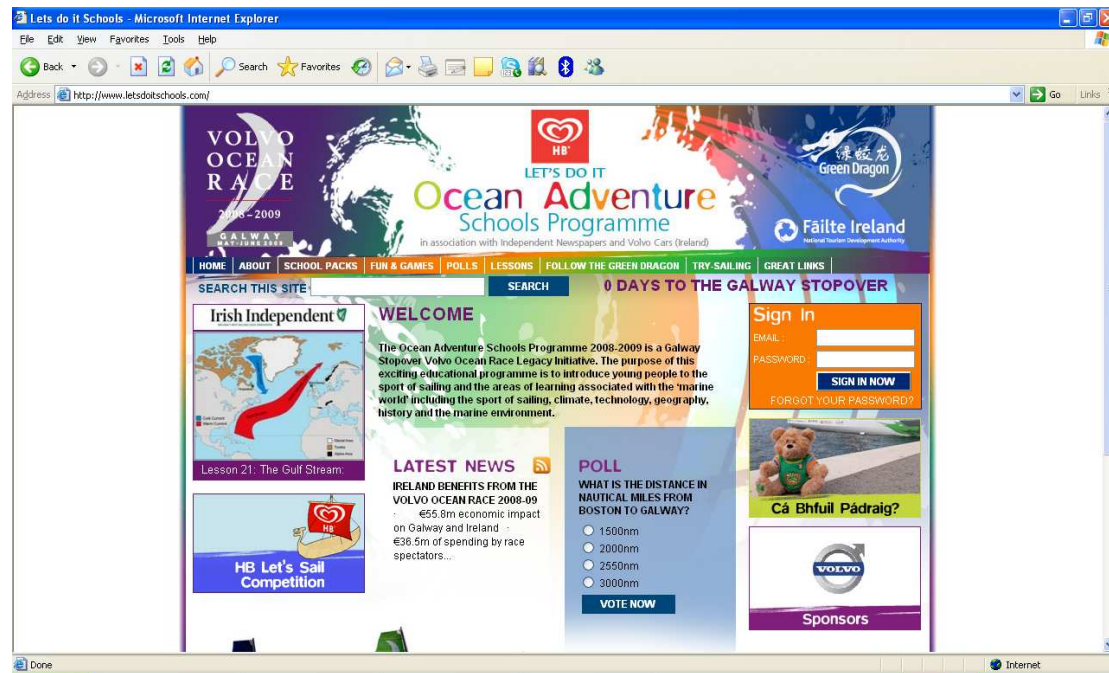 Lets do it Schools - Microsoft Internet Explorer
File Edit View Favorites Tools Help
Back Search Favorites
Address http://www.letsdoitschools.com/ Go Links
VOLVO
OCEAN
RACE
2008-2009
GALWAY
MAY-JUNE 2009
HB
LET'S DO IT
Ocean Adventure
Schools Programme
in association with Independent Newspapers and Volvo Cars (Ireland)
绿蛟龙
Green Dragon
Fáilte Ireland
National Tourism Development Authority
HOME ABOUT SCHOOL PACKS FUN & GAMES POLLS LESSONS FOLLOW THE GREEN DRAGON TRY-SAILING GREAT LINKS
SEARCH THIS SITE SEARCH 0 DAYS TO THE GALWAY STOPOVER
Irish Independent
Lesson 21: The Gulf Stream:
HB
HB Let's Sail
Competition
WELCOME
The Ocean Adventure Schools Programme 2008-2009 is a Galway
Stopover Volvo Ocean Race Legacy Initiative. The purpose of this
exciting educational programme is to introduce young people to the
sport of sailing and the areas of learning associated with the 'marine
world' including the sport of sailing, climate, technology, geography,
history and the marine environment.
LATEST NEWS
IRELAND BENEFITS FROM THE
VOLVO OCEAN RACE 2008-09
· €55.8m economic impact
on Galway and Ireland ·
€36.5m of spending by race
spectators...
POLL
WHAT IS THE DISTANCE IN
NAUTICAL MILES FROM
BOSTON TO GALWAY?
1500nm
2000nm
2550nm
3000nm
VOTE NOW
Sign In
EMAIL :
PASSWORD :
SIGN IN NOW
FORGOT YOUR PASSWORD?
Cá Bhfuil Pádraig?
VOLVO
Sponsors
Done Internet